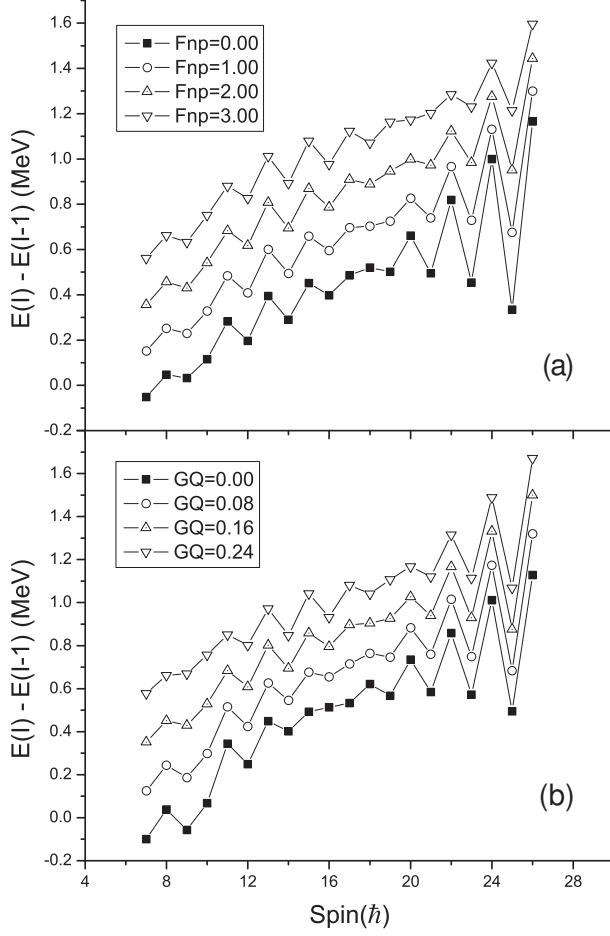 1.6
1.4
1.2
1.0
0.8
0.6
0.4
0.2
0.0
-0.2
E(I) - E(I-1) (MeV)
Fnp=0.00
Fnp=1.00
Fnp=2.00
Fnp=3.00
(a)
1.6
1.4
1.2
1.0
0.8
0.6
0.4
0.2
0.0
-0.2
E(I) - E(I-1) (MeV)
GQ=0.00
GQ=0.08
GQ=0.16
GQ=0.24
(b)
4 8 12 16 20 24 28
Spin(ℏ)